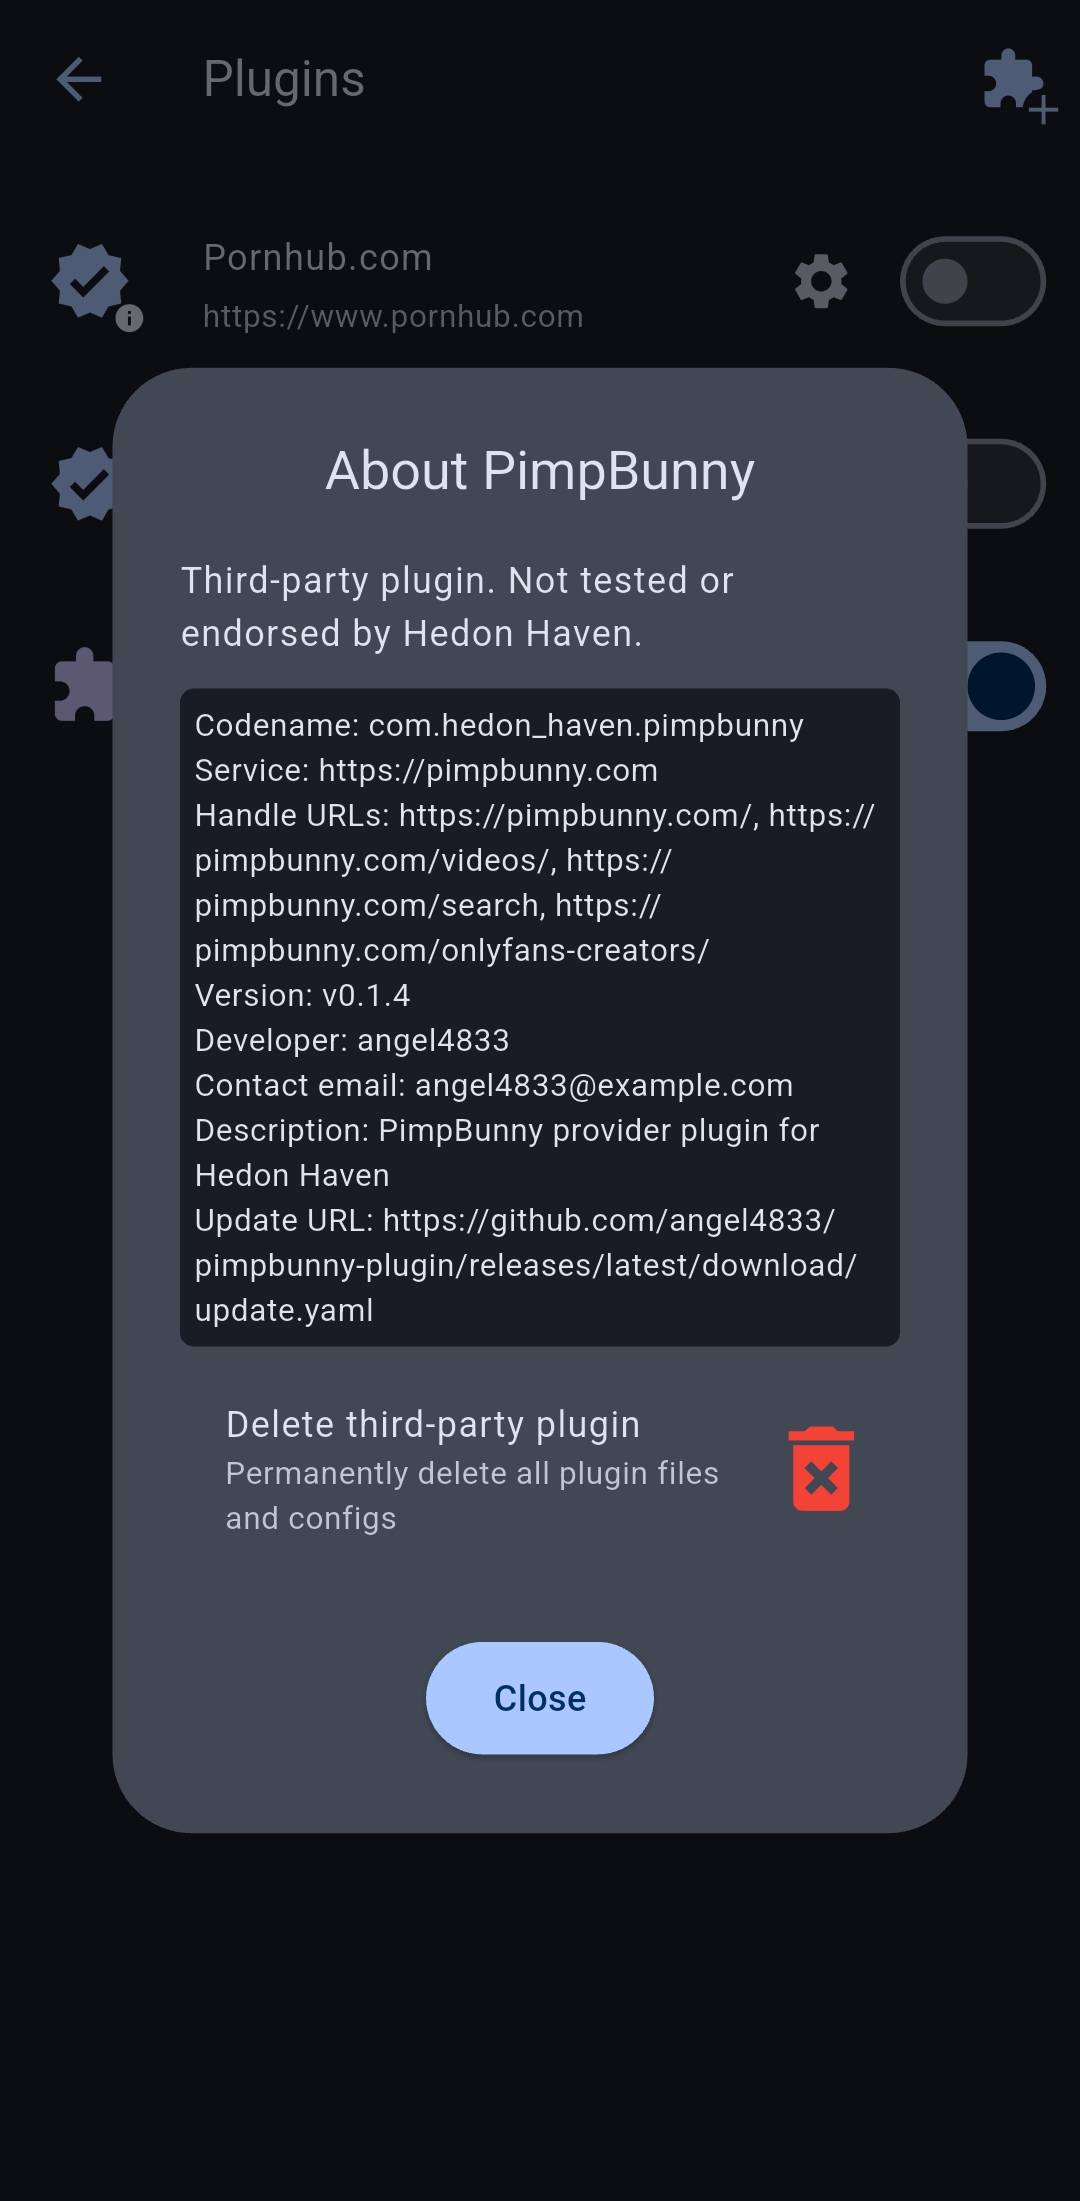 Plugins
Pornhub.com
https://www.pornhub.com
About PimpBunny
Third-party plugin. Not tested or
endorsed by Hedon Haven.
Codename: com.hedon_haven.pimpbunny
Service: https://pimpbunny.com
Handle URLs: https://pimpbunny.com/, https://
pimpbunny.com/videos/, https://
pimpbunny.com/search, https://
pimpbunny.com/onlyfans-creators/
Version: v0.1.4
Developer: angel4833
Contact email: angel4833@example.com
Description: PimpBunny provider plugin for
Hedon Haven
Update URL: https://github.com/angel4833/
pimpbunny-plugin/releases/latest/download/
update.yaml
Delete third-party plugin
Permanently delete all plugin files
and configs
Close